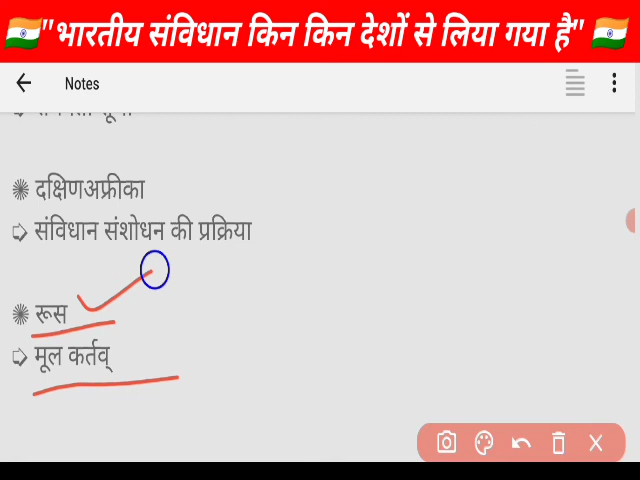 "भारतीय संविधान किन किन देशों से लिया गया है"
Notes
दक्षिणअफ्रीका
संविधान संशोधन की प्रक्रिया
रूस
मूल कर्तव्